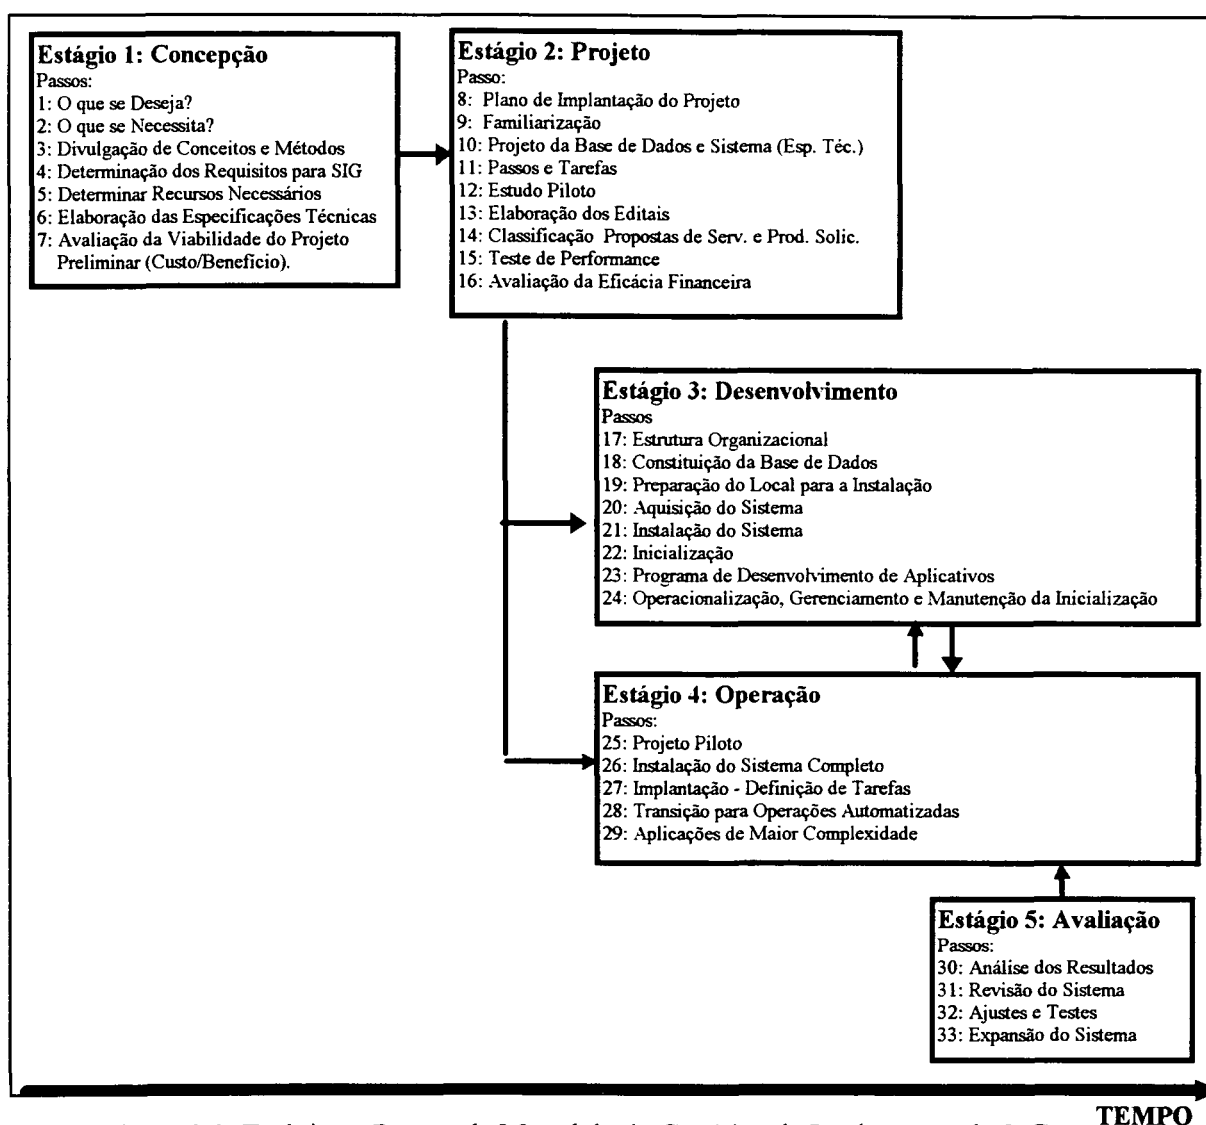 Estágio 1: Concepção
Passos:
1: O que se Deseja?
2: O que se Necessita?
3: Divulgação de Conceitos e Métodos
4: Determinação dos Requisitos para SIG
5: Determinar Recursos Necessários
6: Elaboração das Especificações Técnicas
7: Avaliação da Viabilidade do Projeto
Preliminar (Custo/Beneficio).
Estágio 2: Projeto
Passo:
8: Plano de Implantação do Projeto
9: Familiarização
10: Projeto da Base de Dados e Sistema (Esp. Téc.)
11: Passos e Tarefas
12: Estudo Piloto
13: Elaboração dos Editais
14: Classificação Propostas de Serv. e Prod. Solic.
15: Teste de Performance
16: Avaliação da Eficácia Financeira
Estágio 3: Desenvolvimento
Passos
17: Estrutura Organizacional
18: Constituição da Base de Dados
19: Preparação do Local para a Instalação
20: Aquisição do Sistema
21: Instalação do Sistema
22: Inicialização
23: Programa de Desenvolvimento de Aplicativos
24: Operacionalização, Gerenciamento e Manutenção da Inicialização
Estágio 4: Operação
Passos:
25: Projeto Piloto
26: Instalação do Sistema Completo
27: Implantação - Definição de Tarefas
28: Transição para Operações Automatizadas
29: Aplicações de Maior Complexidade
Estágio 5: Avaliação
Passos:
30: Análise dos Resultados
31: Revisão do Sistema
32: Ajustes e Testes
33: Expansão do Sistema
TEMPO